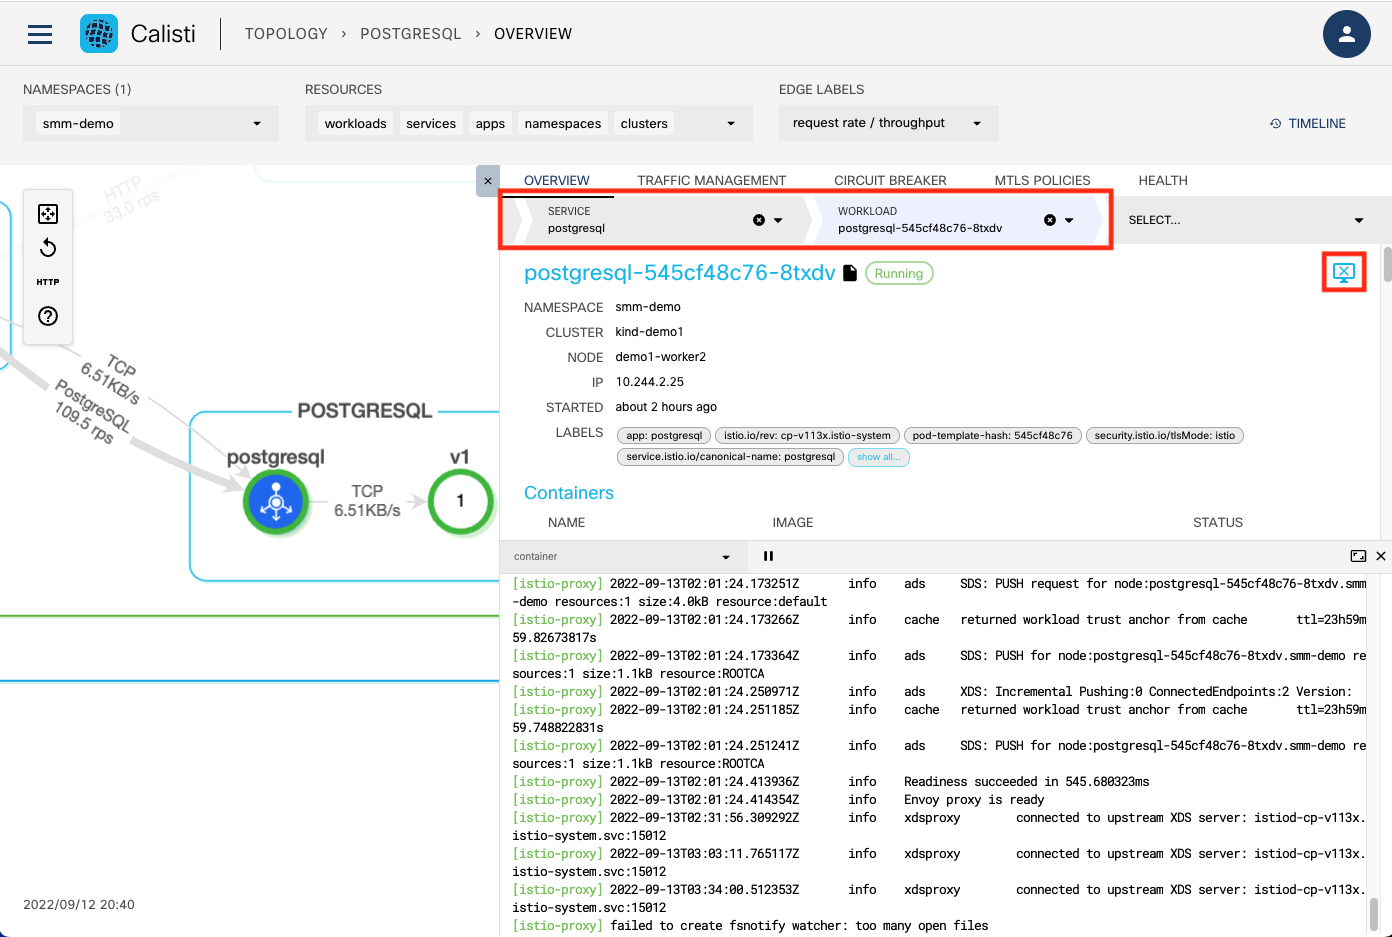 Calisti
TOPOLOGY › POSTGRESQL › OVERVIEW
NAMESPACES (1)
RESOURCES
EDGE LABELS
smm-demo
workloads services apps namespaces clusters
request rate / throughput
TIMELINE
HTTP
33.0 rps
HTTP
TCP
6.51KB/s
PostgreSQL
109.5 rps
POSTGRESQL
postgresql
v1
TCP
6.51KB/s
1
2022/09/12 20:40
×
OVERVIEW TRAFFIC MANAGEMENT CIRCUIT BREAKER MTLS POLICIES HEALTH
SERVICE
postgresql
WORKLOAD
postgresql-545cf48c76-8txdv
SELECT...
postgresql-545cf48c76-8txdv Running
NAMESPACE smm-demo
CLUSTER kind-demo1
NODE demo1-worker2
IP 10.244.2.25
STARTED about 2 hours ago
LABELS app: postgresql istio.io/rev: cp-v113x.istio-system pod-template-hash: 545cf48c76 security.istio.io/tlsMode: istio
service.istio.io/canonical-name: postgresql show all...
Containers
NAME IMAGE STATUS
container
[istio-proxy] 2022-09-13T02:01:24.173251Z info ads SDS: PUSH request for node:postgresql-545cf48c76-8txdv.smm
-demo resources:1 size:4.0kB resource:default
[istio-proxy] 2022-09-13T02:01:24.173266Z info cache returned workload trust anchor from cache ttl=23h59m
59.82673817s
[istio-proxy] 2022-09-13T02:01:24.173364Z info ads SDS: PUSH for node:postgresql-545cf48c76-8txdv.smm-demo re
sources:1 size:1.1kB resource:ROOTCA
[istio-proxy] 2022-09-13T02:01:24.250971Z info ads XDS: Incremental Pushing:0 ConnectedEndpoints:2 Version:
[istio-proxy] 2022-09-13T02:01:24.251185Z info cache returned workload trust anchor from cache ttl=23h59m
59.748822831s
[istio-proxy] 2022-09-13T02:01:24.251241Z info ads SDS: PUSH for node:postgresql-545cf48c76-8txdv.smm-demo re
sources:1 size:1.1kB resource:ROOTCA
[istio-proxy] 2022-09-13T02:01:24.413936Z info Readiness succeeded in 545.680323ms
[istio-proxy] 2022-09-13T02:01:24.414354Z info Envoy proxy is ready
[istio-proxy] 2022-09-13T02:31:56.309292Z info xdsproxy connected to upstream XDS server: istiod-cp-v113x.
istio-system.svc:15012
[istio-proxy] 2022-09-13T03:03:11.765117Z info xdsproxy connected to upstream XDS server: istiod-cp-v113x.
istio-system.svc:15012
[istio-proxy] 2022-09-13T03:34:00.512353Z info xdsproxy connected to upstream XDS server: istiod-cp-v113x.
istio-system.svc:15012
[istio-proxy] failed to create fsnotify watcher: too many open files